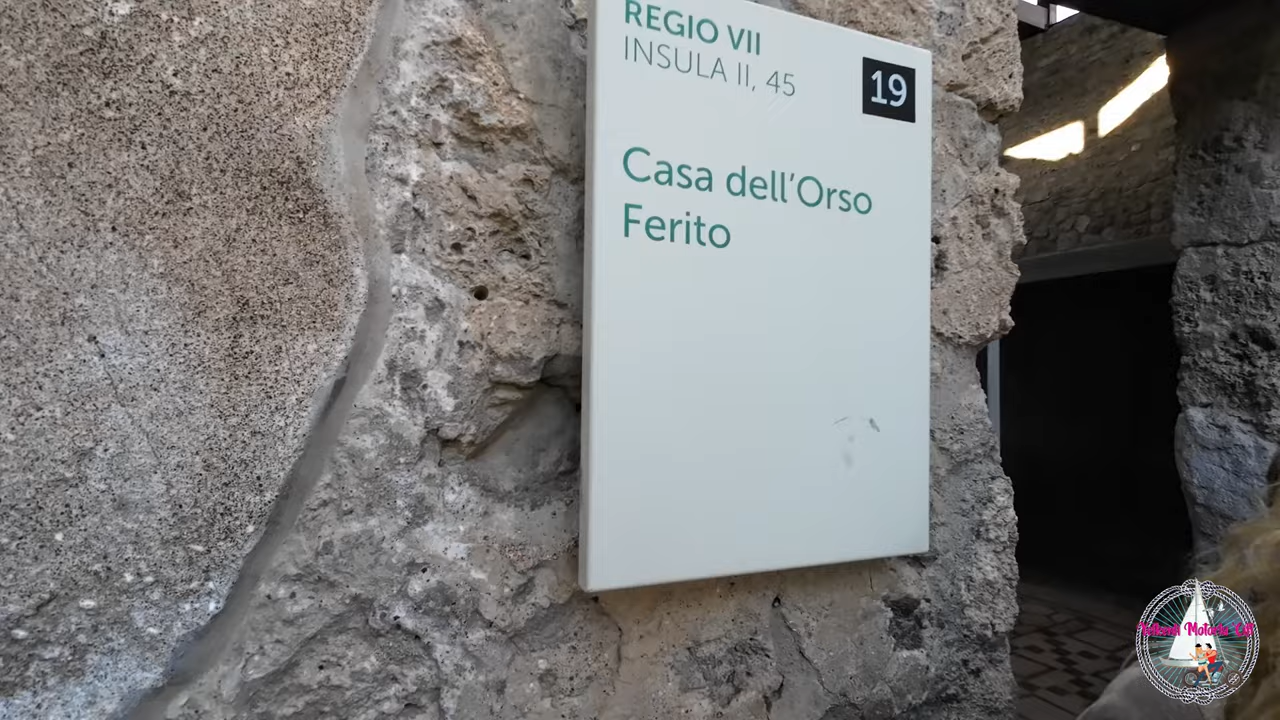 REGIO VII
INSULA II, 45
19
Casa dell'Orso
Ferito